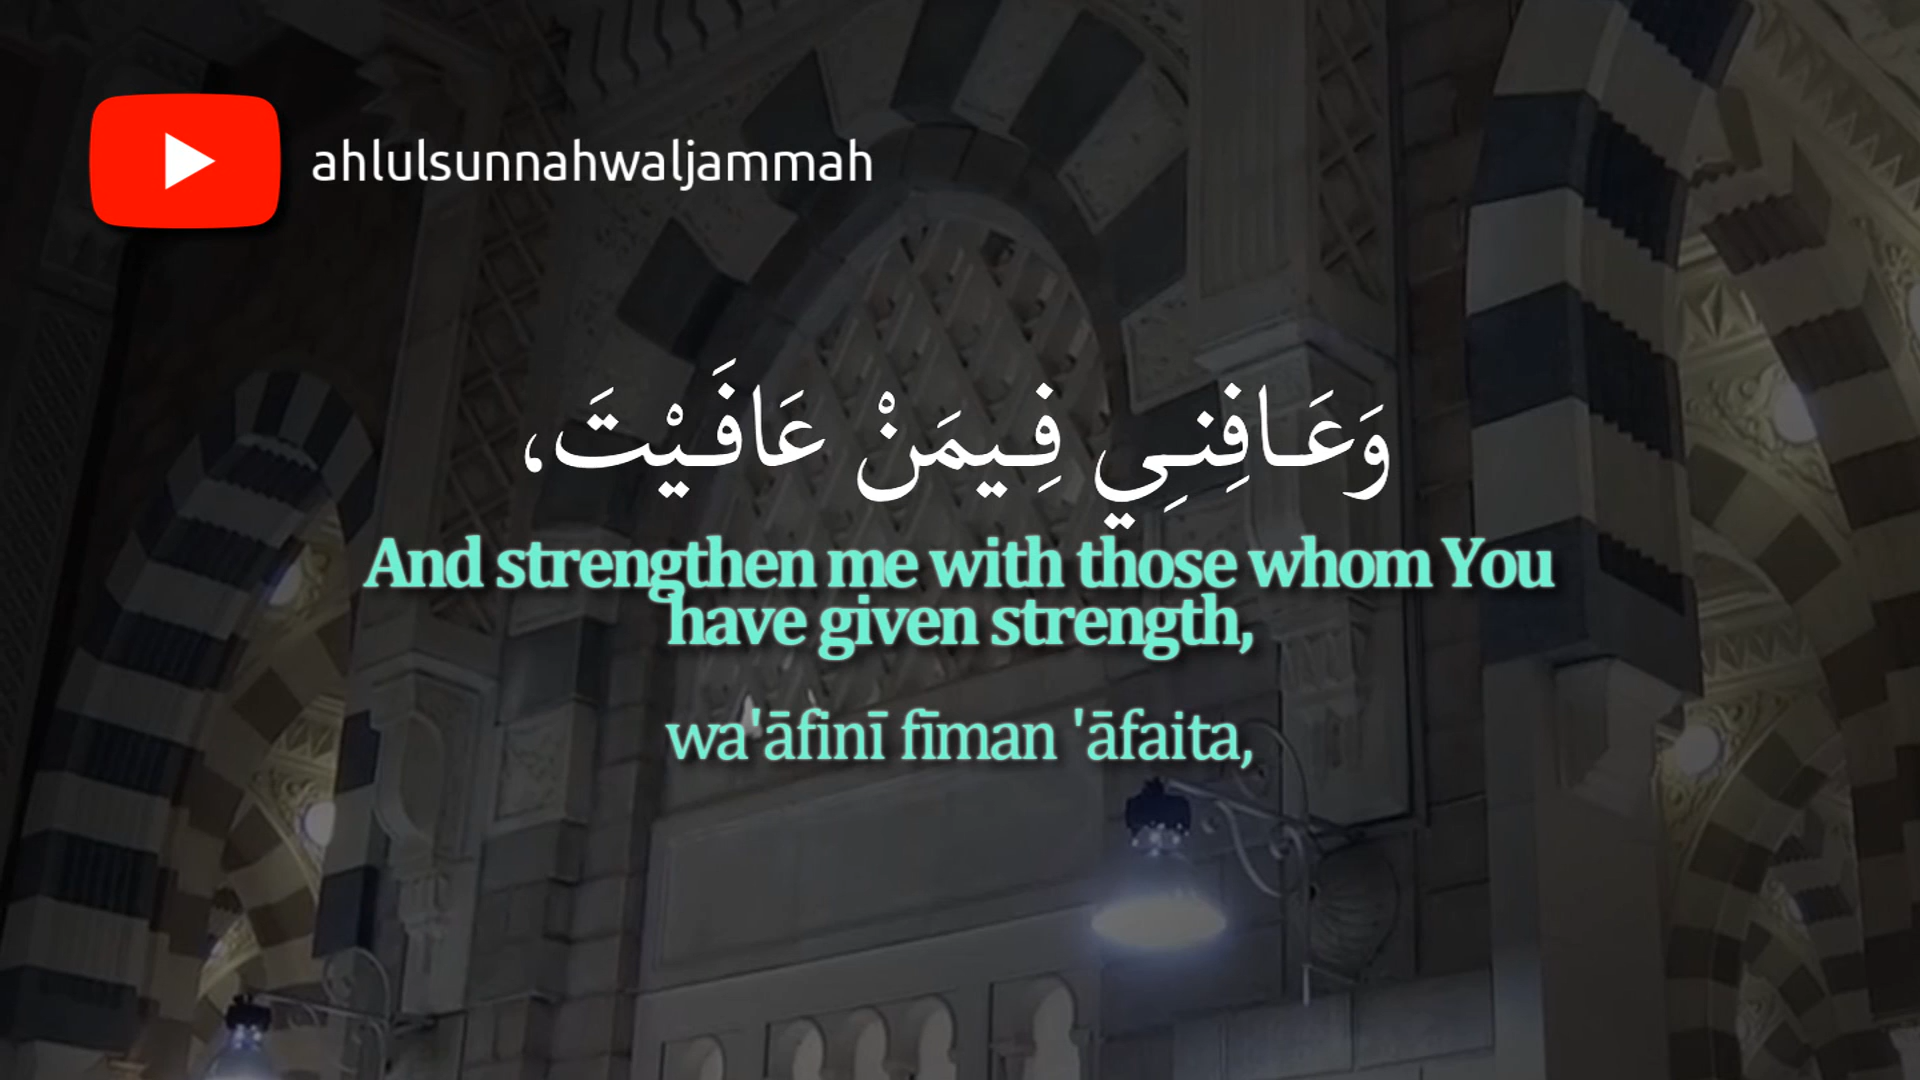 ahlulsunnahwaljammah
وَعَافِنِي فِيمَنْ عَافَيْتَ،
And strengthen me with those whom You
have given strength,
wa'āfinī fīman 'āfaita,